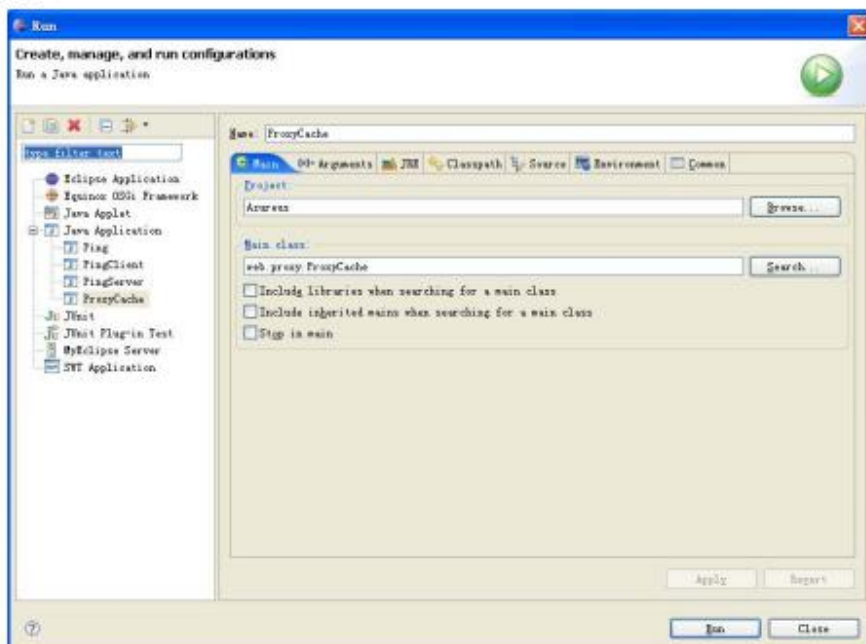 Run
Create, manage, and run configurations
Run a Java application
type filter text
Eclipse Application
Equinox OSGi Framework
Java Applet
Java Application
Ping
PingClient
PingServer
ProxyCache
JUnit
JUnit Plug-in Test
MyEclipse Server
SWT Application
Name: ProxyCache
Main (x)= Arguments JRE Classpath Source Environment Common
Project:
Azureus Browse...
Main class:
web.proxy.ProxyCache Search...
Include libraries when searching for a main class
Include inherited mains when searching for a main class
Stop in main
Apply Revert
Run Close